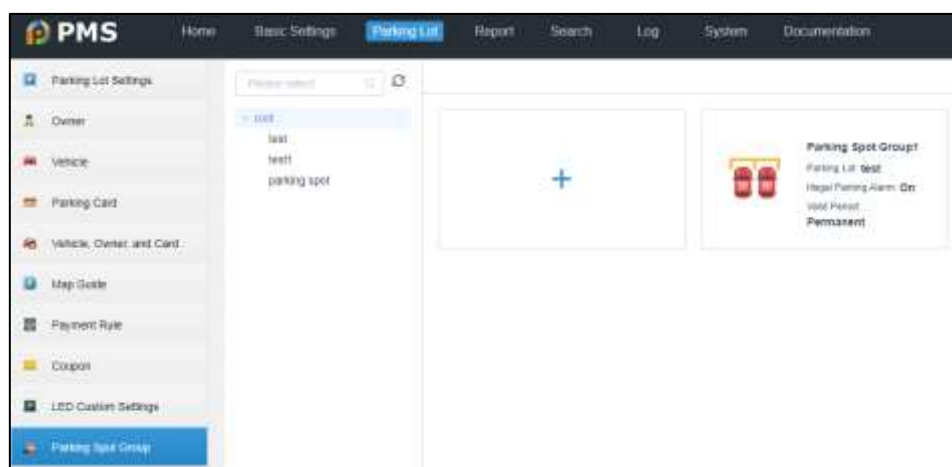 PMS
Home Basic Settings Parking Lot Report Search Log System Documentation
Parking Lot Settings
Owner
Vehicle
Parking Card
Vehicle, Owner, and Card
Map Guide
Payment Rule
Coupon
LED Custom Settings
Parking Spot Group
Please select
root
test
test1
parking spot
+
Parking Spot Group1
Parking Lot: test
Illegal Parking Alarm: On
Valid Period:
Permanent